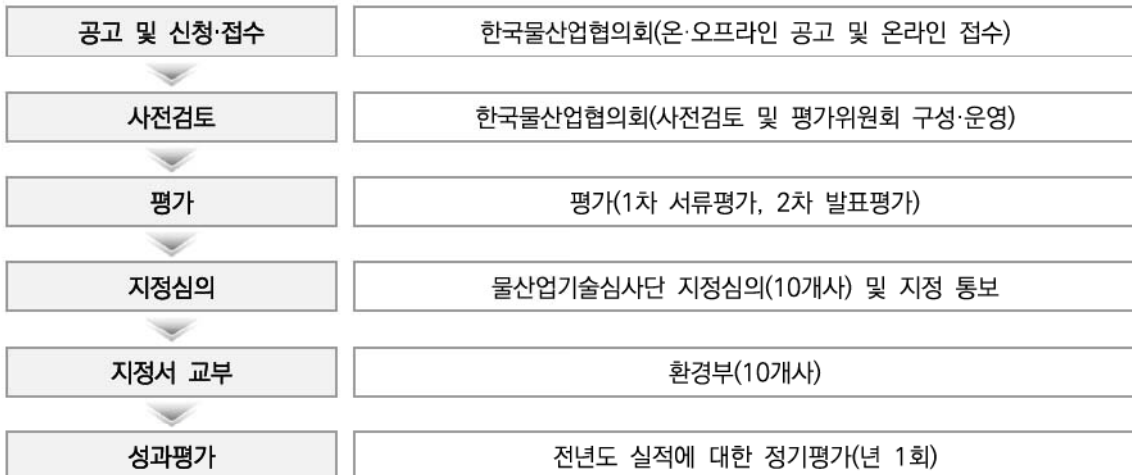 공고 및 신청·접수
한국물산업협의회(온·오프라인 공고 및 온라인 접수)
사전검토
한국물산업협의회(사전검토 및 평가위원회 구성·운영)
평가
평가(1차 서류평가, 2차 발표평가)
지정심의
물산업기술심사단 지정심의(10개사) 및 지정 통보
지정서 교부
환경부(10개사)
성과평가
전년도 실적에 대한 정기평가(년 1회)